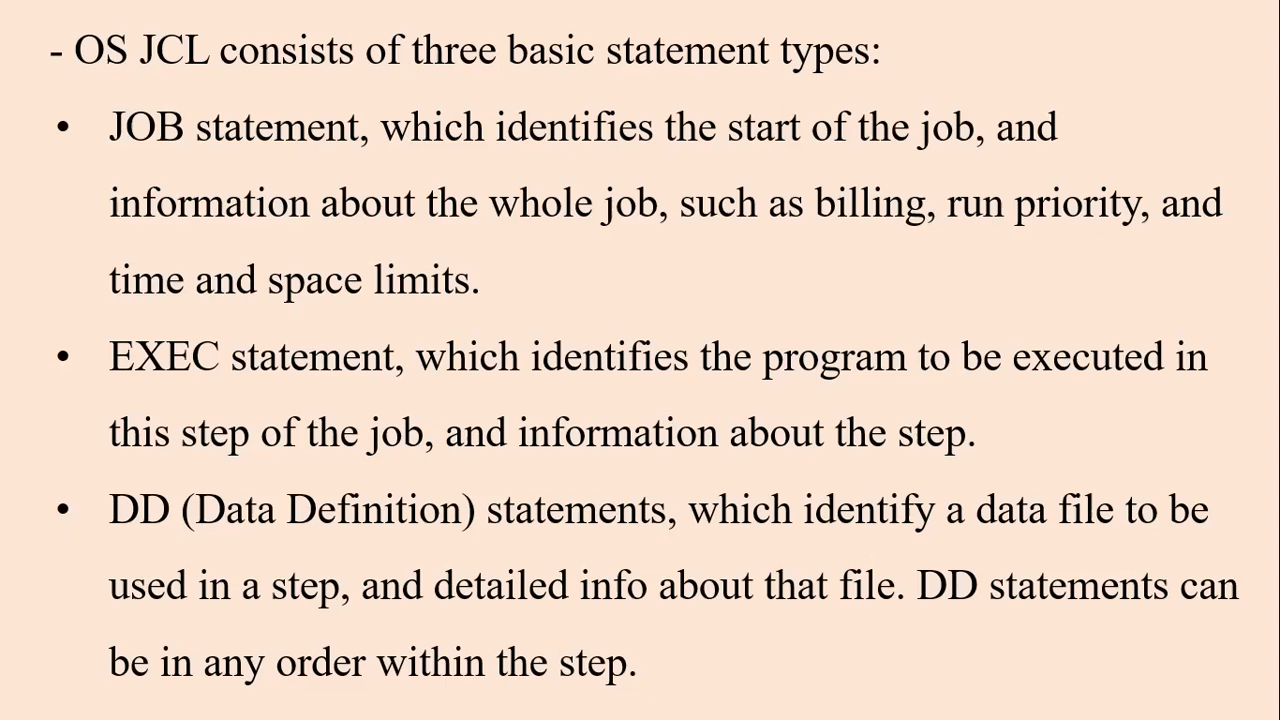 - OS JCL consists of three basic statement types:
• JOB statement, which identifies the start of the job, and
information about the whole job, such as billing, run priority, and
time and space limits.
• EXEC statement, which identifies the program to be executed in
this step of the job, and information about the step.
• DD (Data Definition) statements, which identify a data file to be
used in a step, and detailed info about that file. DD statements can
be in any order within the step.